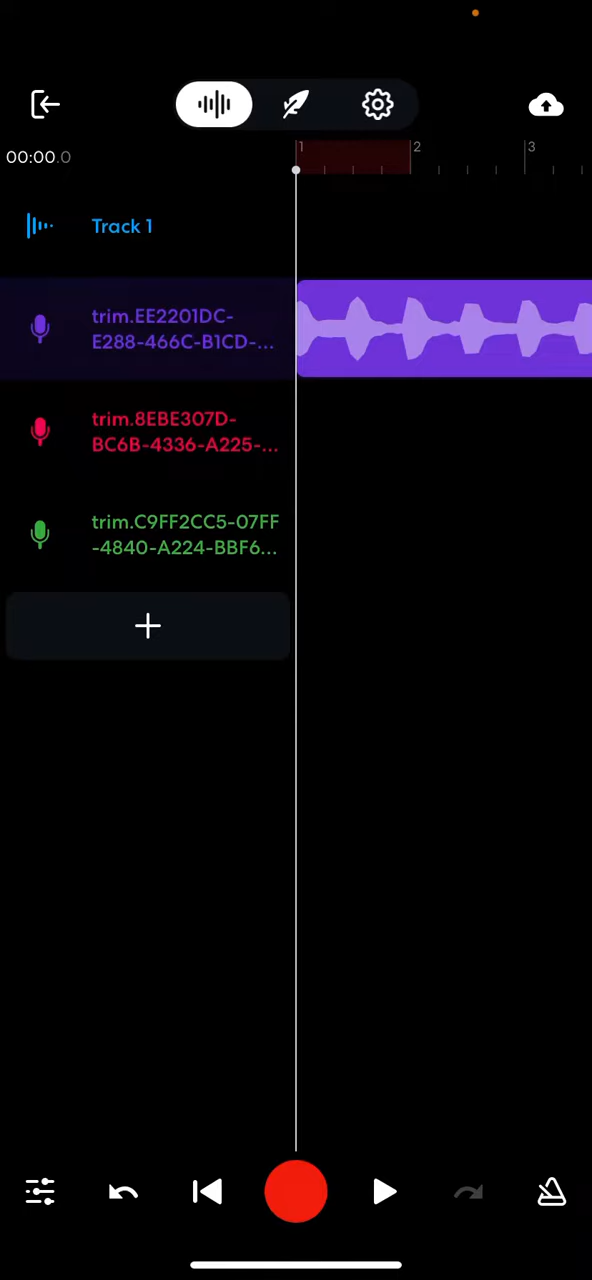 1
2
3
00:00.0
Track 1
trim.EE2201DC-
E288-466C-B1CD-...
trim.8EBE307D-
BC6B-4336-A225-...
trim.C9FF2CC5-07FF
-4840-A224-BBF6...